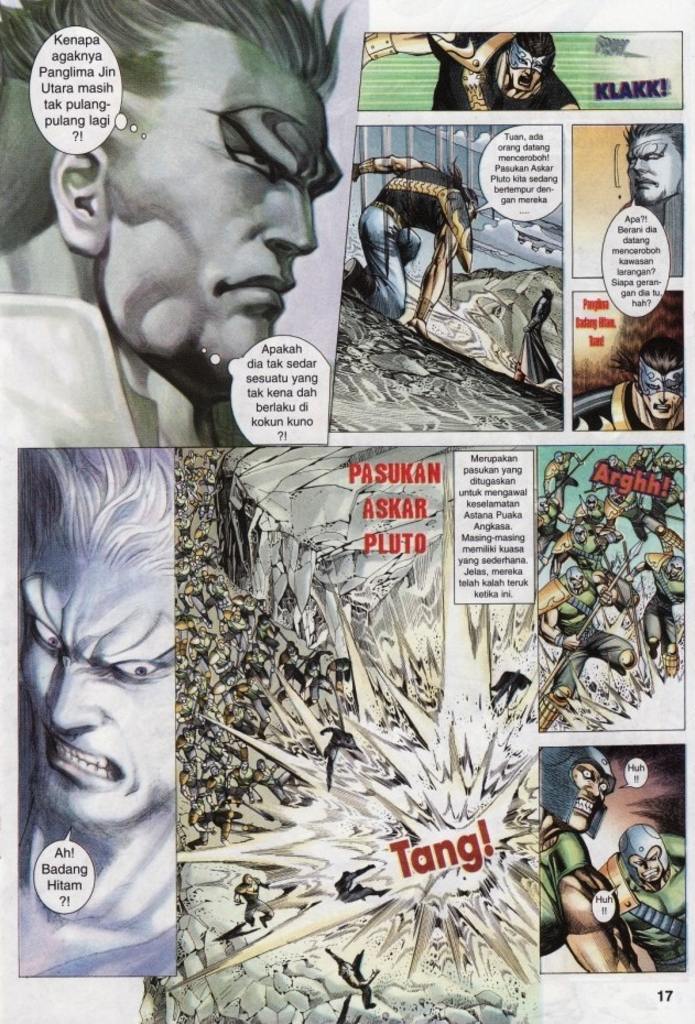 Kenapa
agaknya
Panglima Jin
Utara masih
tak pulang-
pulang lagi
?!
Apakah
dia tak sedar
sesuatu yang
tak kena dah
berlaku di
kokun kuno
?!
KLAKK!
Tuan, ada
orang datang
menceroboh!
Pasukan Askar
Pluto kita sedang
bertempur den-
gan mereka
....
Apa?!
Berani dia
datang
menceroboh
kawasan
larangan?
Siapa geran-
gan dia tu,
hah?
Panglima
Badang Hitam,
Tuan!
Ah!
Badang
Hitam
?!
PASUKAN
ASKAR
PLUTO
Merupakan
pasukan yang
ditugaskan
untuk mengawal
keselamatan
Astana Puaka
Angkasa.
Masing-masing
memiliki kuasa
yang sederhana.
Jelas, mereka
telah kalah teruk
ketika ini.
Tang!
Arghh!
Huh
!!
Huh
!!
17